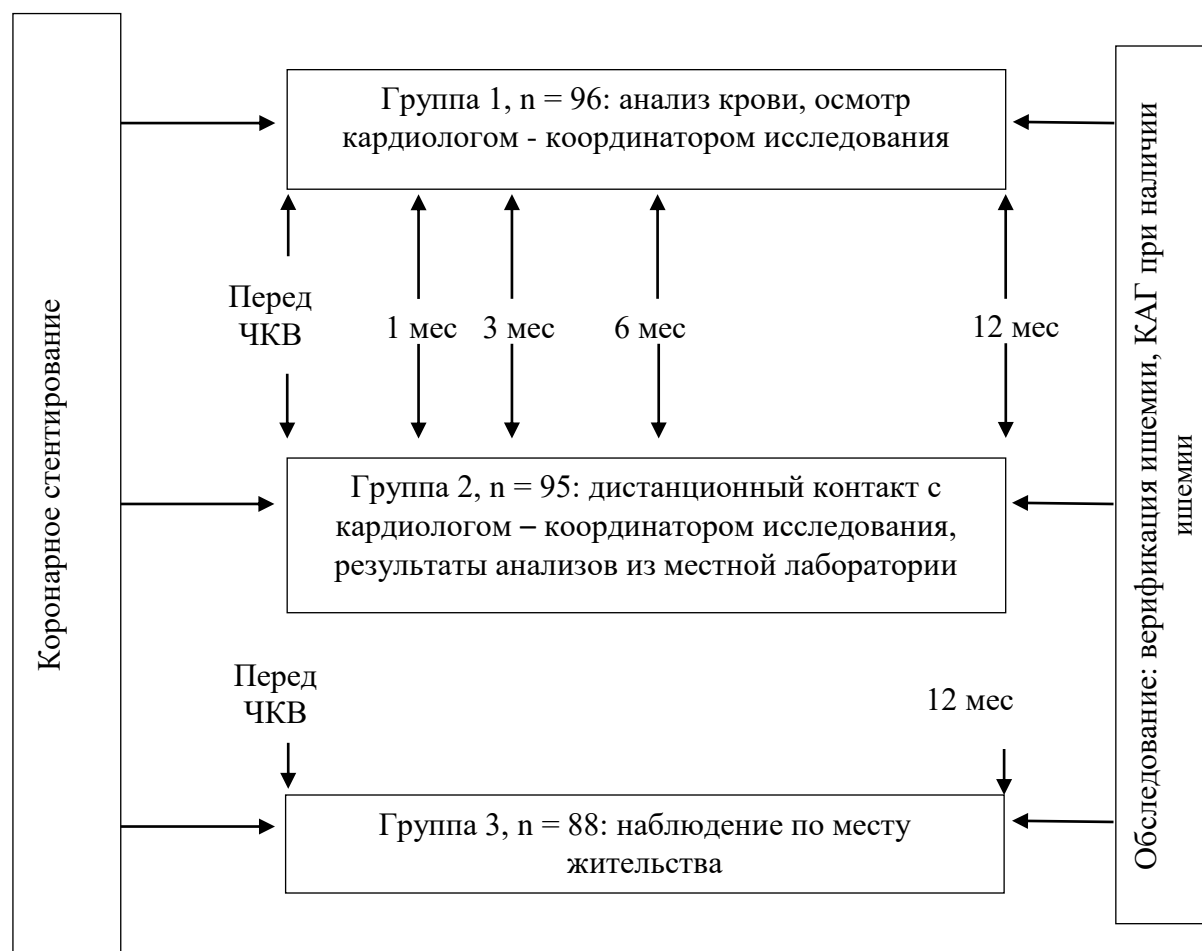 Коронарное стентирование
Группа 1, n = 96: анализ крови, осмотр
кардиологом - координатором исследования
Перед
ЧКВ
1 мес
3 мес
6 мес
12 мес
Группа 2, n = 95: дистанционный контакт с
кардиологом – координатором исследования,
результаты анализов из местной лаборатории
Перед
ЧКВ
12 мес
Группа 3, n = 88: наблюдение по месту
жительства
Обследование: верификация ишемии, КАГ при наличии
ишемии